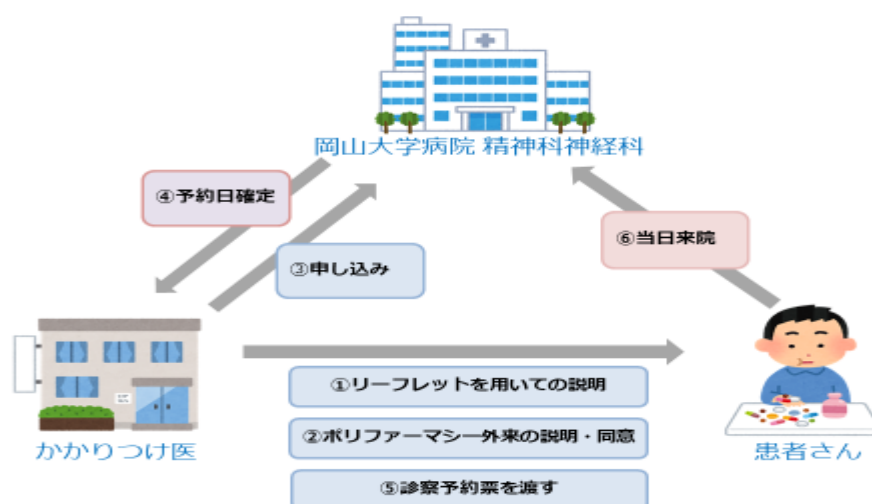 岡山大学病院 精神科神経科
④予約日確定
⑥当日来院
③申し込み
①リーフレットを用いての説明
②ポリファーマシー外来の説明・同意
⑤診察予約票を渡す
かかりつけ医
患者さん